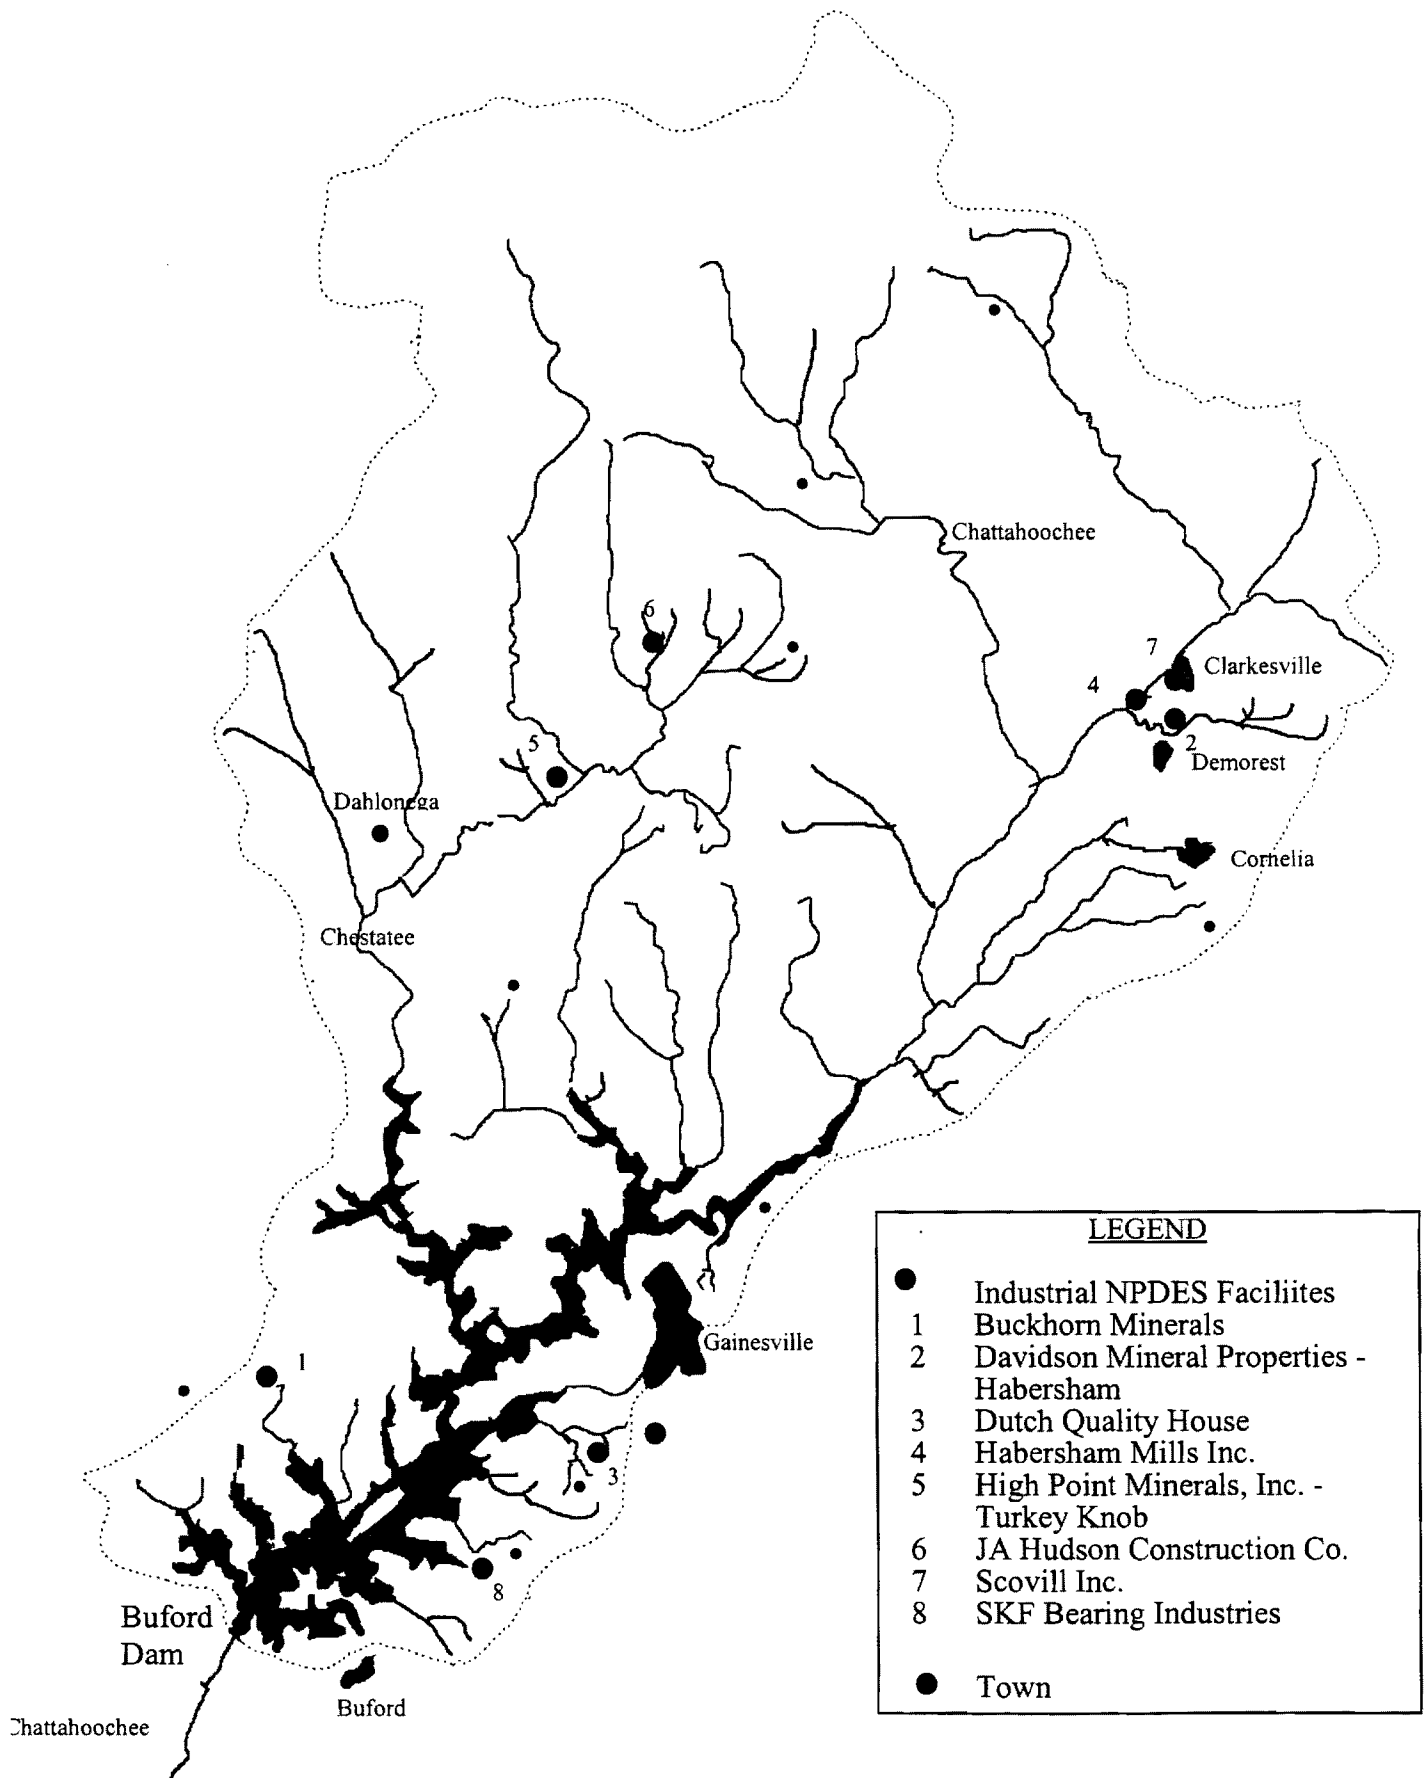 Chattahoochee
6
7
Clarkesville
4
2
Demorest
5
Dahlonega
Cornelia
Chestatee
LEGEND
Industrial NPDES Faciliites
1 Buckhorn Minerals
2 Davidson Mineral Properties -
Habersham
3 Dutch Quality House
4 Habersham Mills Inc.
5 High Point Minerals, Inc. -
Turkey Knob
6 JA Hudson Construction Co.
7 Scovill Inc.
8 SKF Bearing Industries
Town
Gainesville
1
3
8
Buford
Dam
Buford
Chattahoochee